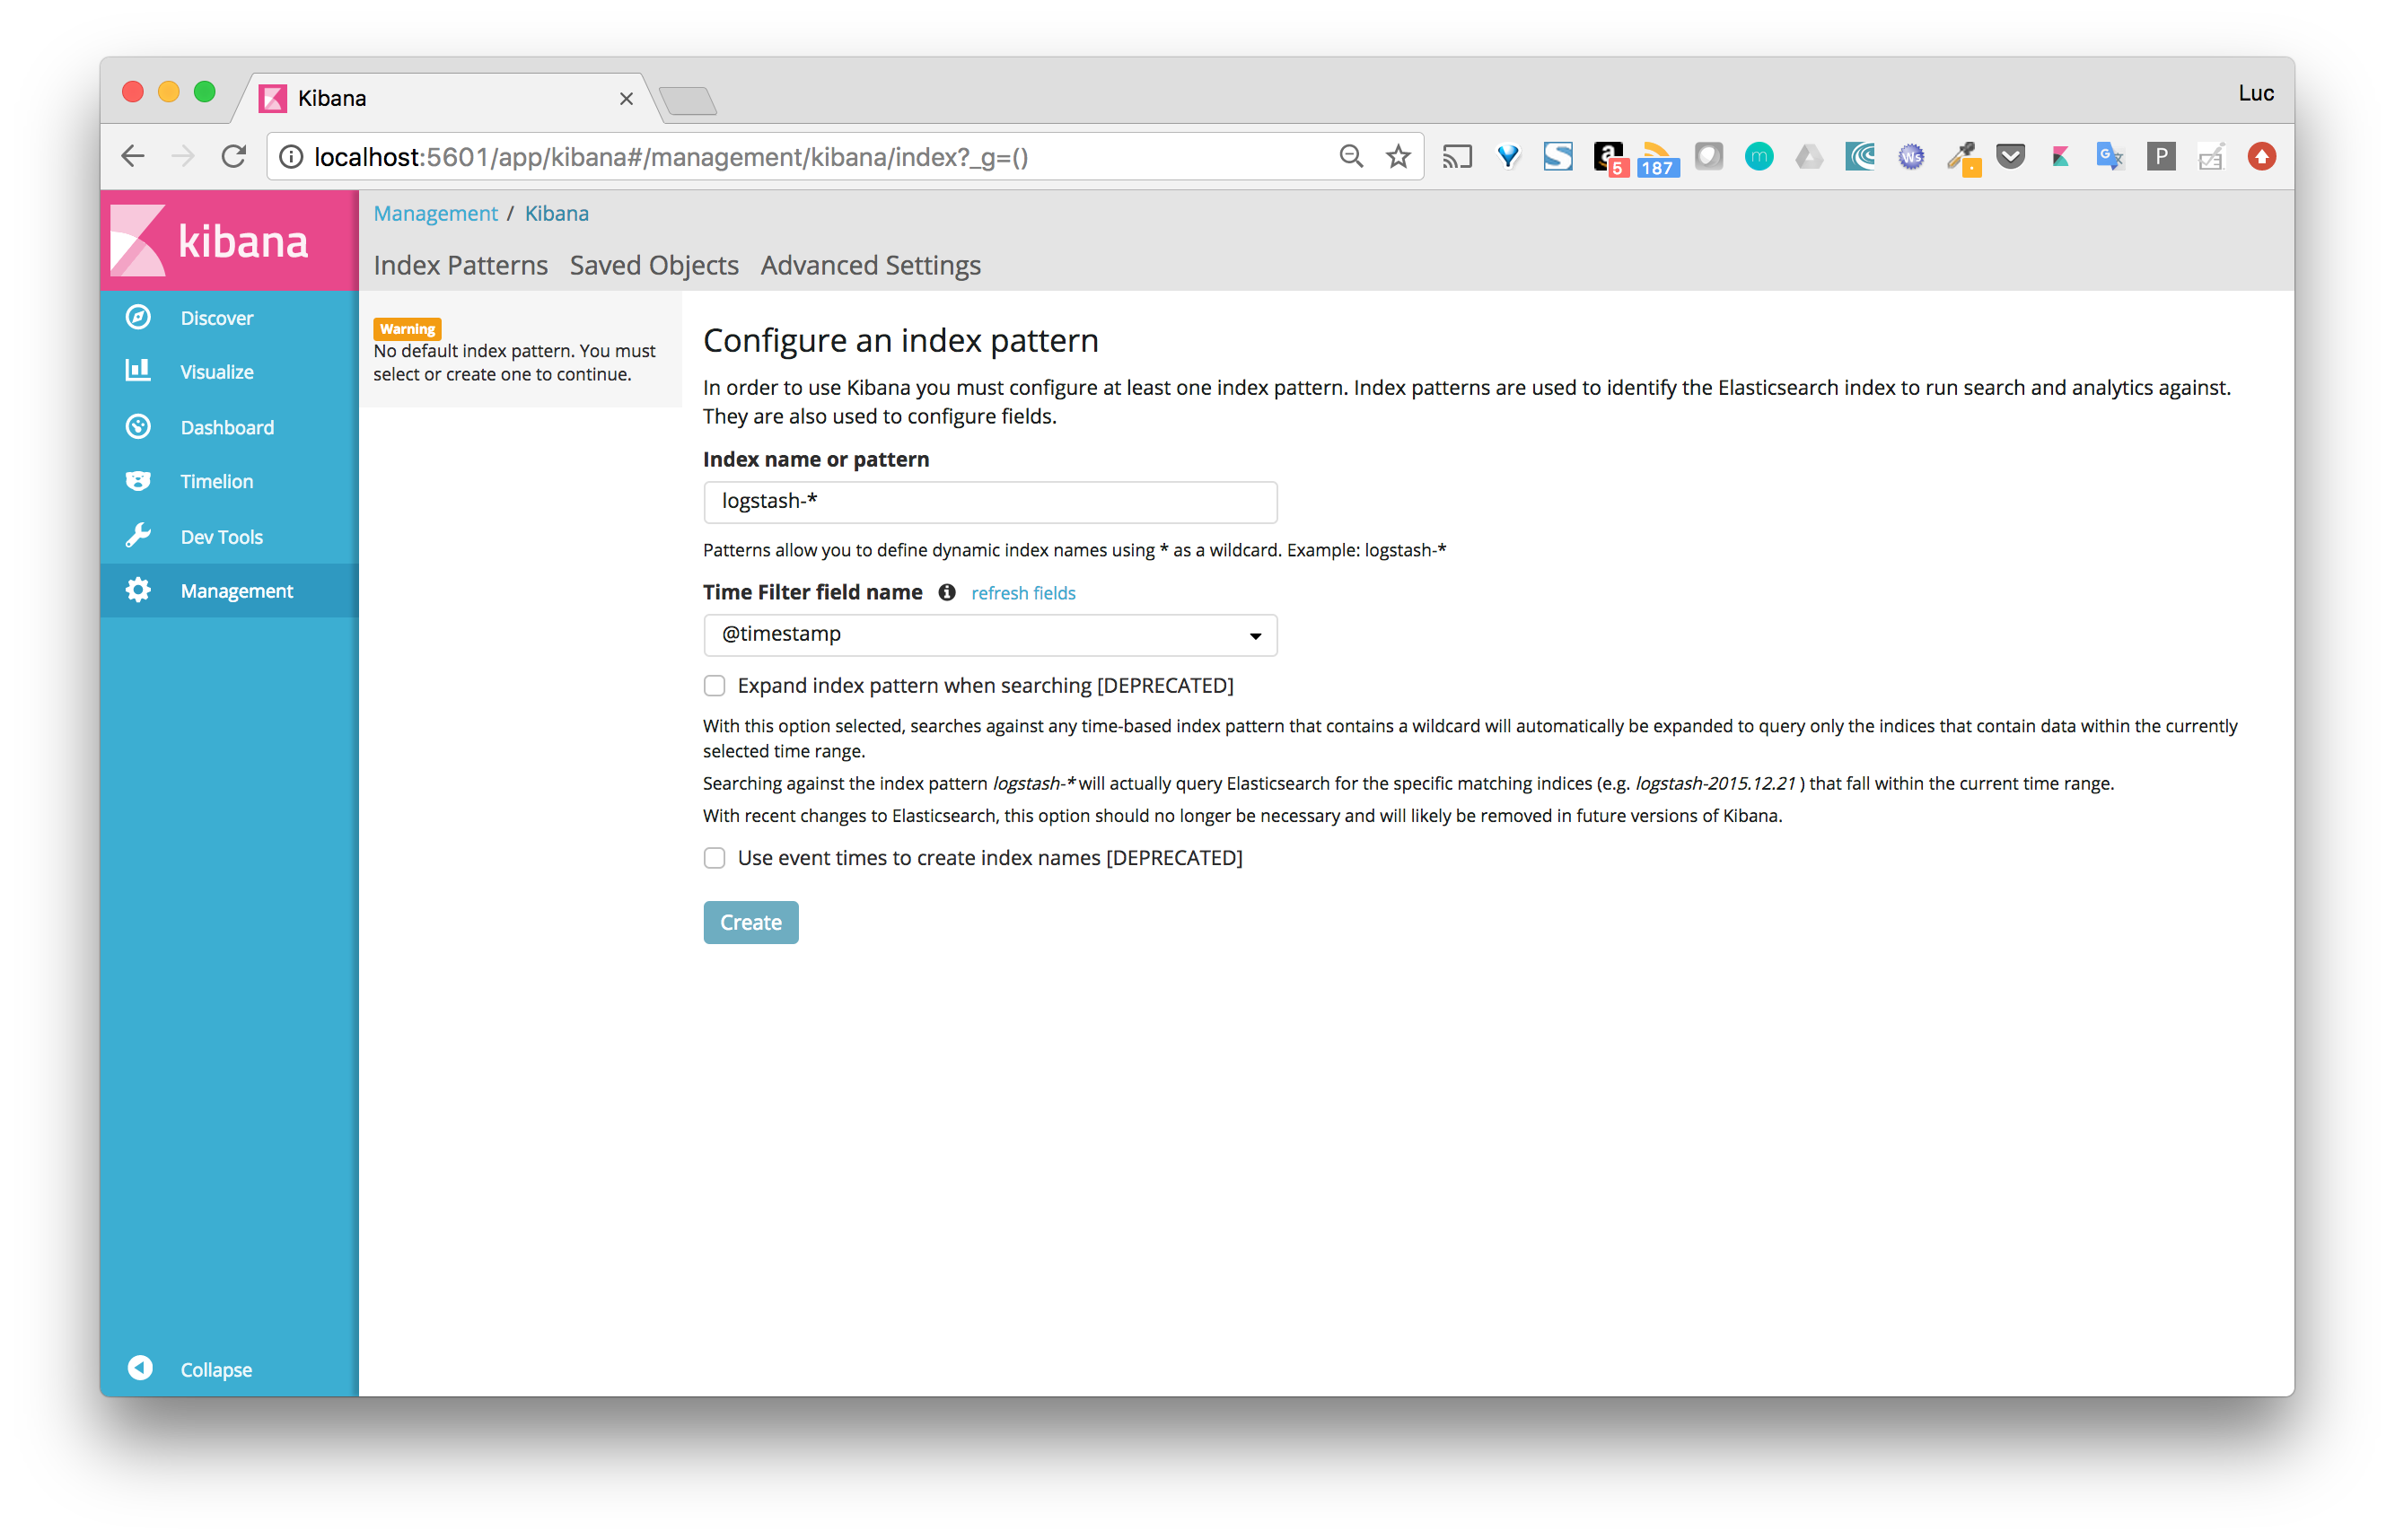 Kibana
Luc
localhost:5601/app/kibana#/management/kibana/index?_g=()
5
187
m
Ws
G
P
kibana
Management / Kibana
Index Patterns Saved Objects Advanced Settings
Discover
Visualize
Dashboard
Timelion
Dev Tools
Management
Collapse
Warning
No default index pattern. You must
select or create one to continue.
Configure an index pattern
In order to use Kibana you must configure at least one index pattern. Index patterns are used to identify the Elasticsearch index to run search and analytics against.
They are also used to configure fields.
Index name or pattern
logstash-*
Patterns allow you to define dynamic index names using * as a wildcard. Example: logstash-*
Time Filter field name refresh fields
@timestamp
Expand index pattern when searching [DEPRECATED]
With this option selected, searches against any time-based index pattern that contains a wildcard will automatically be expanded to query only the indices that contain data within the currently
selected time range.
Searching against the index pattern logstash-* will actually query Elasticsearch for the specific matching indices (e.g. logstash-2015.12.21 ) that fall within the current time range.
With recent changes to Elasticsearch, this option should no longer be necessary and will likely be removed in future versions of Kibana.
Use event times to create index names [DEPRECATED]
Create